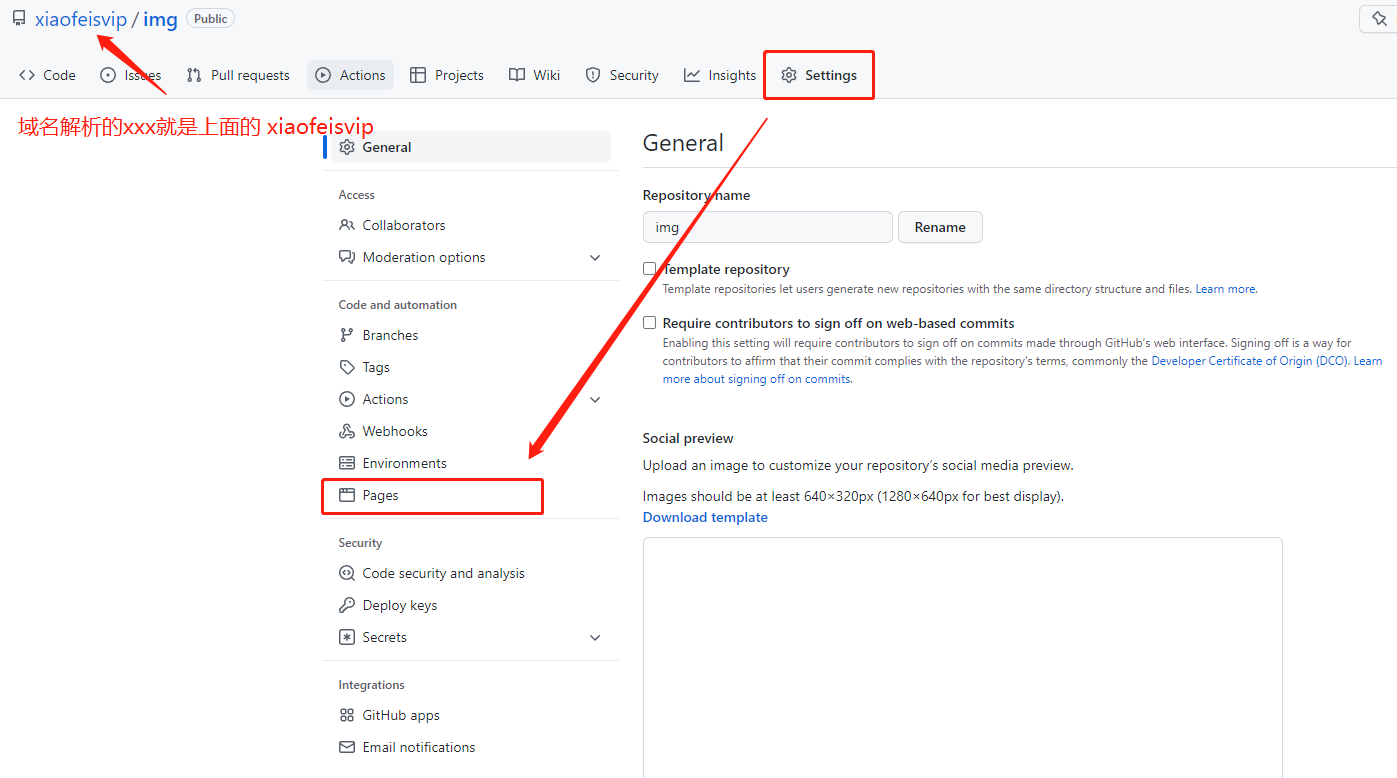 xiaofeisvip / img Public
Code Issues Pull requests Actions Projects Wiki Security Insights Settings
域名解析的xxx就是上面的 xiaofeisvip
General
Access
Collaborators
Moderation options
Code and automation
Branches
Tags
Actions
Webhooks
Environments
Pages
Security
Code security and analysis
Deploy keys
Secrets
Integrations
GitHub apps
Email notifications
General
Repository name
img Rename
Template repository
Template repositories let users generate new repositories with the same directory structure and files. Learn more.
Require contributors to sign off on web-based commits
Enabling this setting will require contributors to sign off on commits made through GitHub's web interface. Signing off is a way for
contributors to affirm that their commit complies with the repository's terms, commonly the Developer Certificate of Origin (DCO). Learn
more about signing off on commits.
Social preview
Upload an image to customize your repository's social media preview.
Images should be at least 640×320px (1280×640px for best display).
Download template